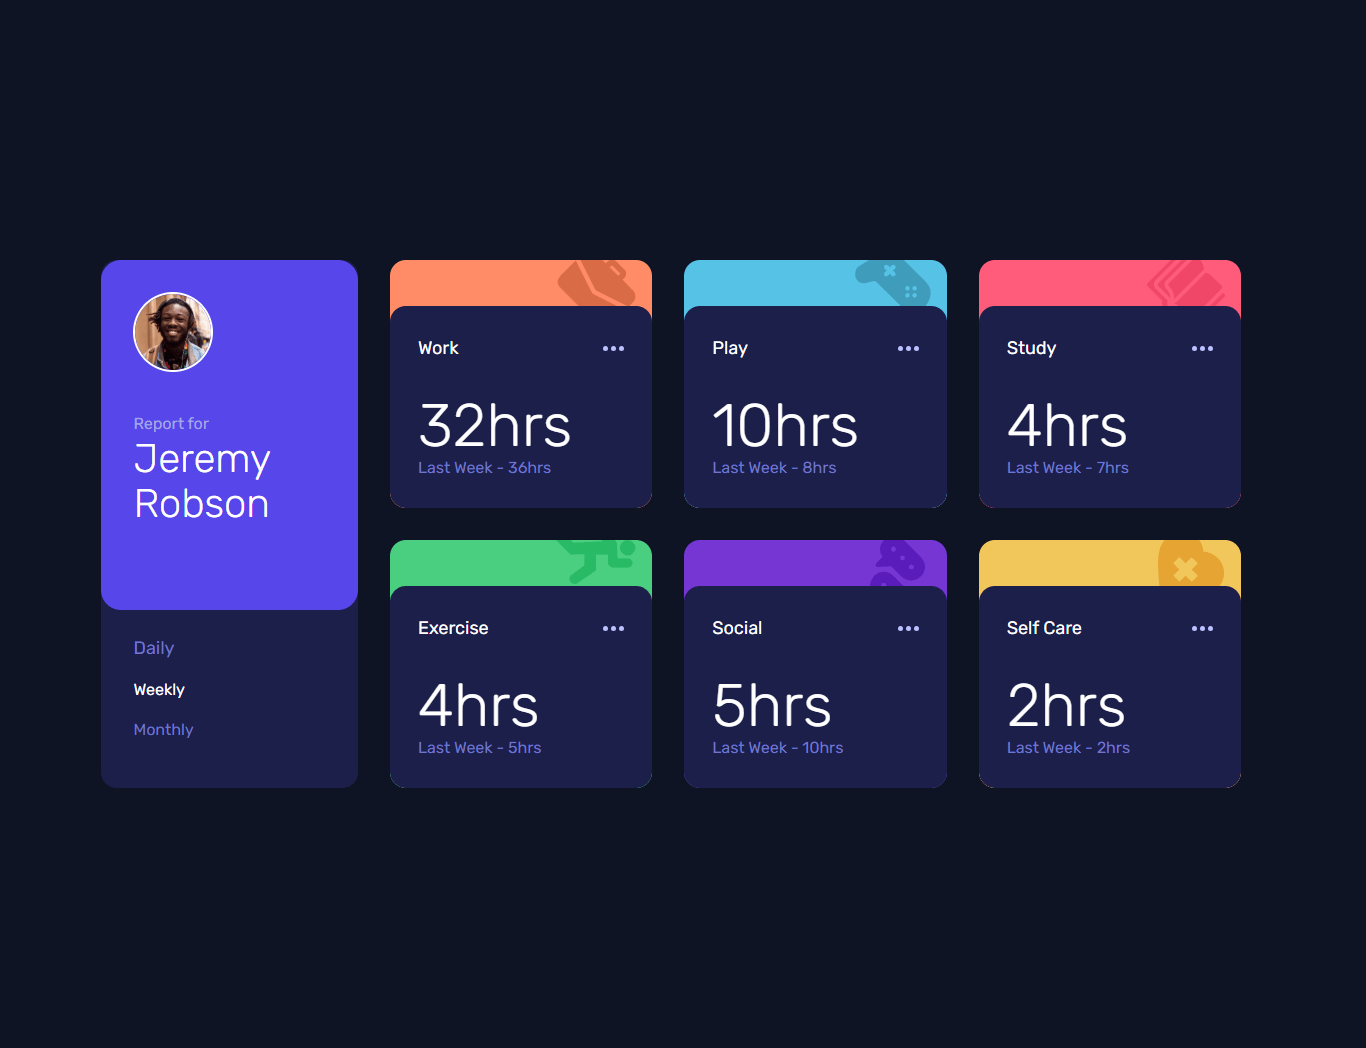 Report for
Jeremy
Robson
Daily
Weekly
Monthly
Work
32hrs
Last Week - 36hrs
Play
10hrs
Last Week - 8hrs
Study
4hrs
Last Week - 7hrs
Exercise
4hrs
Last Week - 5hrs
Social
5hrs
Last Week - 10hrs
Self Care
2hrs
Last Week - 2hrs